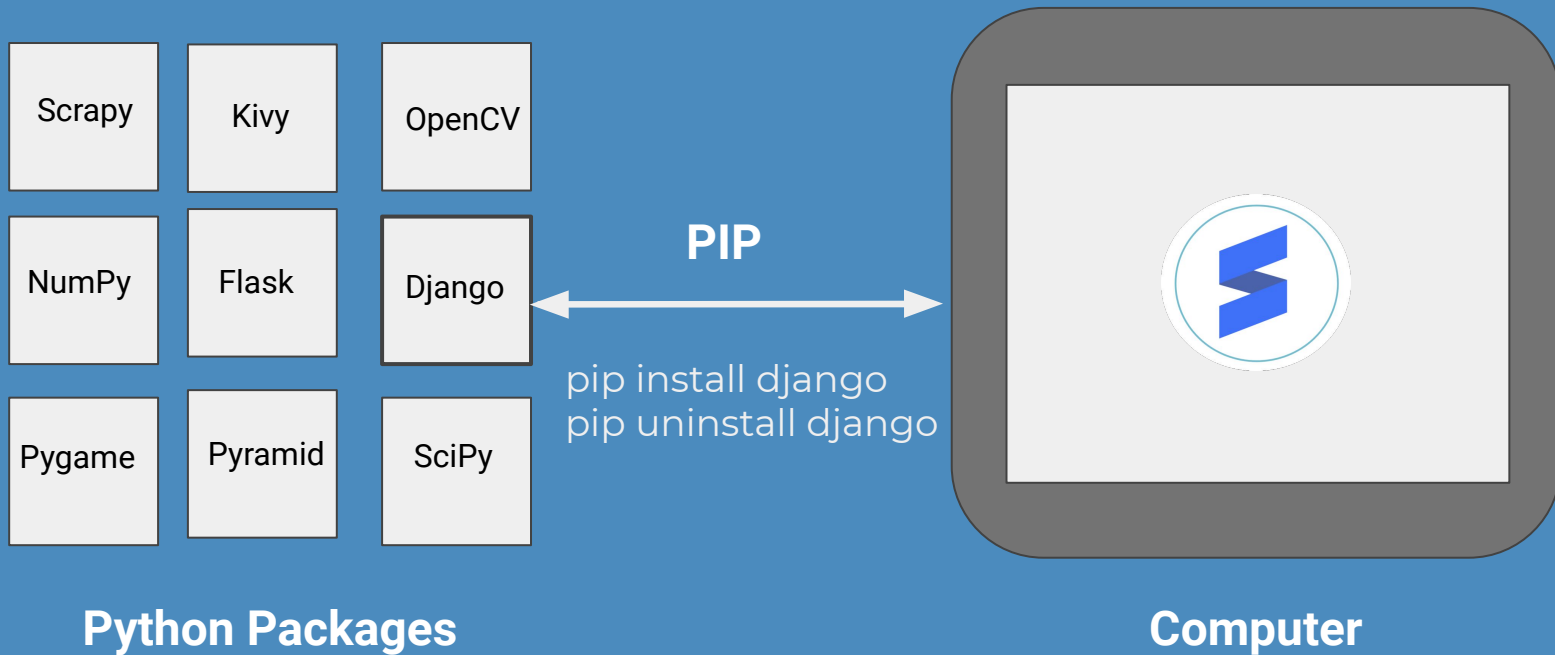 Scrapy
Kivy
OpenCV
NumPy
Flask
Django
Pygame
Pyramid
SciPy
PIP
pip install django
pip uninstall django
Python Packages
Computer